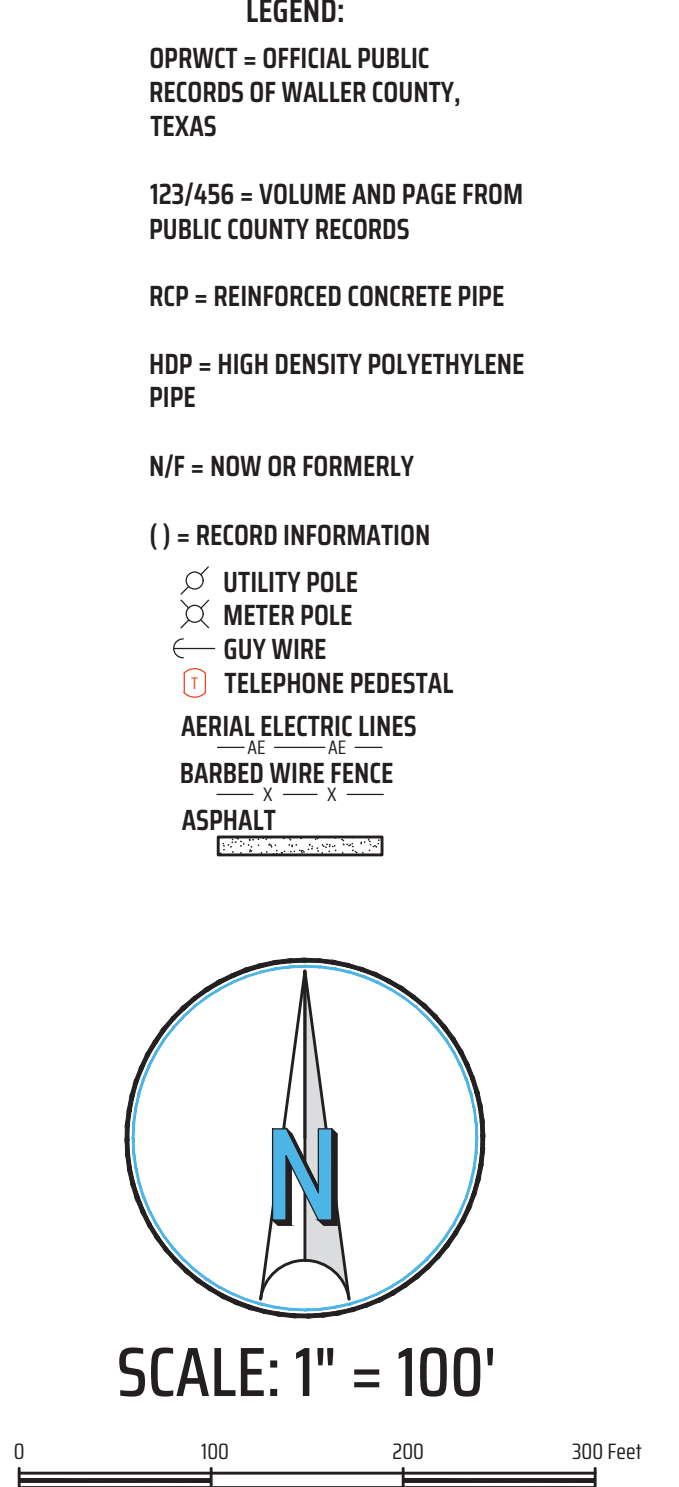 LEGEND:
OPRWCT = OFFICIAL PUBLIC
RECORDS OF WALLER COUNTY,
TEXAS
123/456 = VOLUME AND PAGE FROM
PUBLIC COUNTY RECORDS
RCP = REINFORCED CONCRETE PIPE
HDP = HIGH DENSITY POLYETHYLENE
PIPE
N/F = NOW OR FORMERLY
( ) = RECORD INFORMATION
UTILITY POLE
METER POLE
GUY WIRE
T TELEPHONE PEDESTAL
AERIAL ELECTRIC LINES
AE AE
BARBED WIRE FENCE
X X
ASPHALT
N
SCALE: 1" = 100'
0 100 200 300 Feet